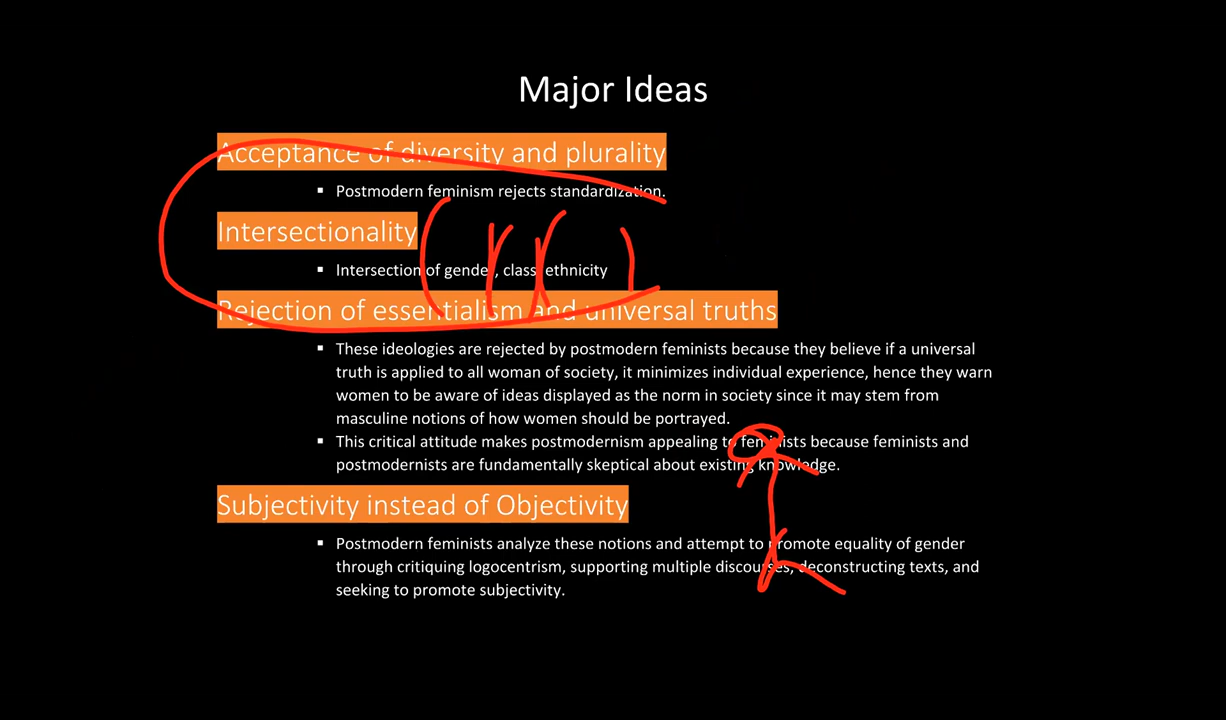 Major Ideas
Acceptance of diversity and plurality
▪ Postmodern feminism rejects standardization.
Intersectionality
▪ Intersection of gender, class, ethnicity
Rejection of essentialism and universal truths
▪ These ideologies are rejected by postmodern feminists because they believe if a universal
truth is applied to all woman of society, it minimizes individual experience, hence they warn
women to be aware of ideas displayed as the norm in society since it may stem from
masculine notions of how women should be portrayed.
▪ This critical attitude makes postmodernism appealing to feminists because feminists and
postmodernists are fundamentally skeptical about existing knowledge.
Subjectivity instead of Objectivity
▪ Postmodern feminists analyze these notions and attempt to promote equality of gender
through critiquing logocentrism, supporting multiple discourses, deconstructing texts, and
seeking to promote subjectivity.